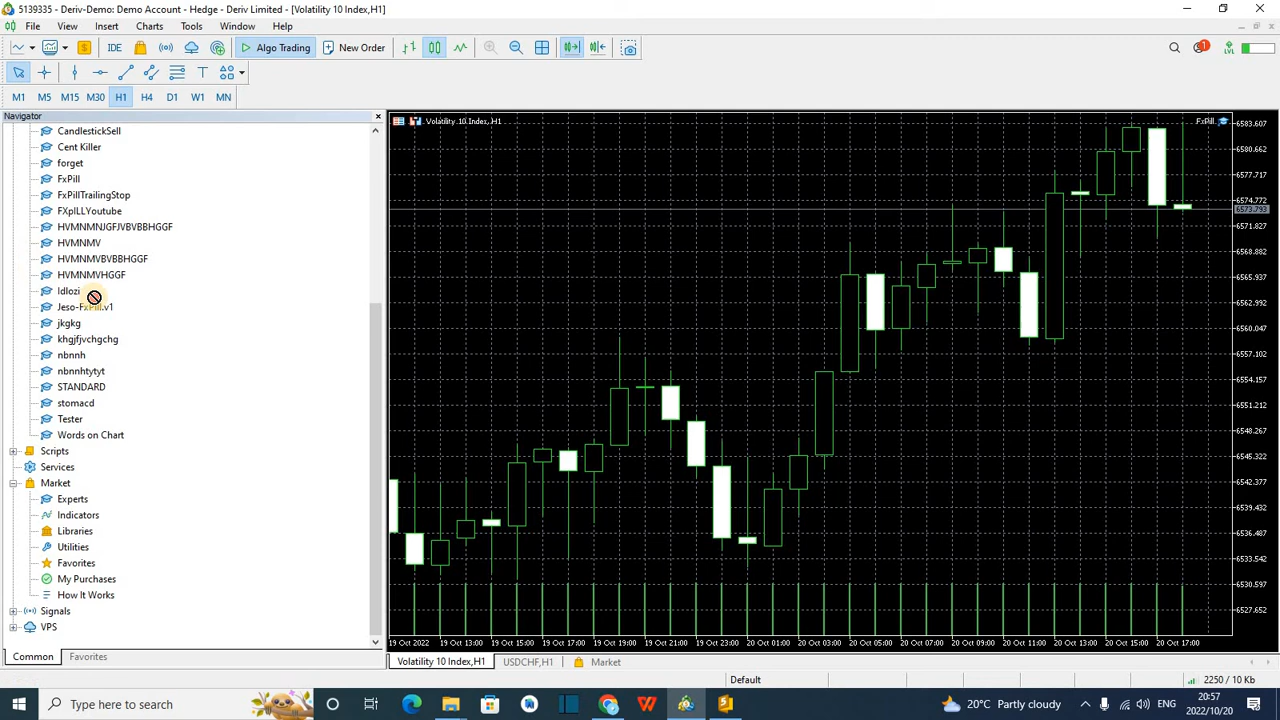 5139335 - Deriv-Demo: Demo Account - Hedge - Deriv Limited - [Volatility 10 Index,H1]
File View Insert Charts Tools Window Help
IDE Algo Trading New Order 1 LVL
T
M1 M5 M15 M30 H1 H4 D1 W1 MN
Navigator
CandlestickSell
Cent Killer
forget
FxPill
FxPillTrailingStop
FXpILLYoutube
HVMNMNJGFJVBVBBHGGF
HVMNMV
HVMNMVBVBBHGGF
HVMNMVHGGF
Idlozi
Jeso-FxPill.v1
jkgkg
khgjfjvchgchg
nbnnh
nbnnhtytyt
STANDARD
stomacd
Tester
Words on Chart
Scripts
Services
Market
Experts
Indicators
Libraries
Utilities
Favorites
My Purchases
How It Works
Signals
VPS
Common Favorites
Volatility 10 Index, H1
FxPill
6583.607
6580.662
6577.717
6574.772
6573.793
6571.828
6568.882
6565.937
6562.992
6560.047
6557.102
6554.157
6551.212
6548.267
6545.322
6542.377
6539.432
6536.487
6533.542
6530.597
6527.652
19 Oct 2022 19 Oct 13:00 19 Oct 15:00 19 Oct 17:00 19 Oct 19:00 19 Oct 21:00 19 Oct 23:00 20 Oct 01:00 20 Oct 03:00 20 Oct 05:00 20 Oct 07:00 20 Oct 09:00 20 Oct 11:00 20 Oct 13:00 20 Oct 15:00 20 Oct 17:00
Volatility 10 Index,H1 USDCHF,H1 Market
Default 2250 / 10 Kb
Type here to search
20°C Partly cloudy ENG
20:57
2022/10/20